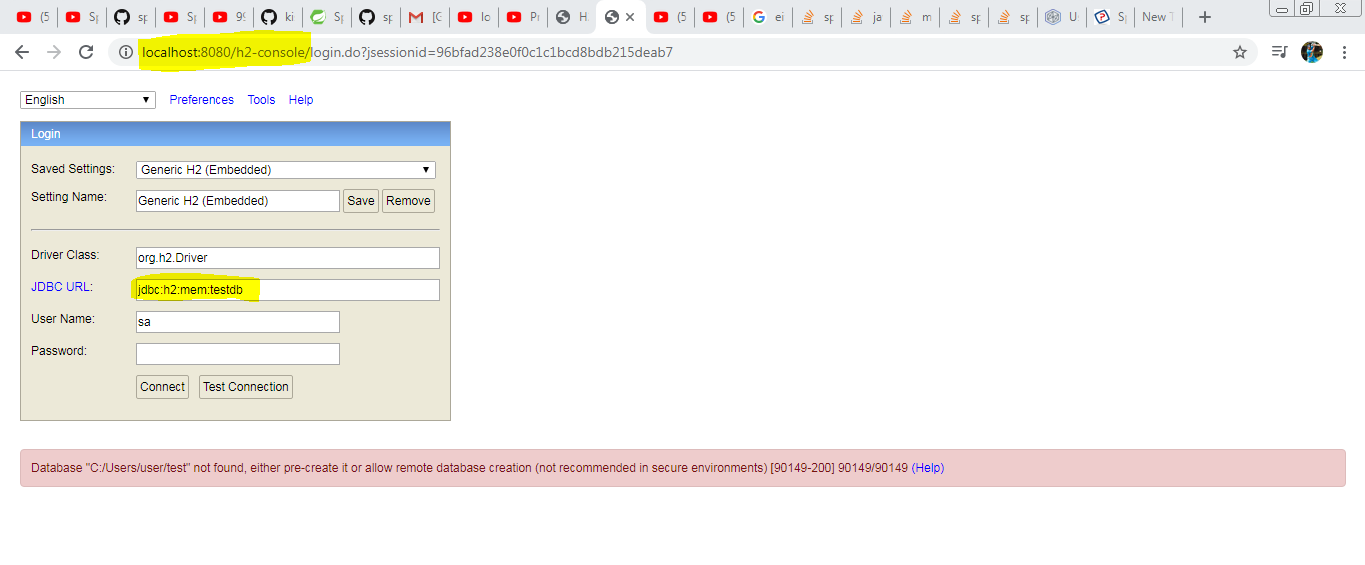 (5
Sp
sp
Sp
99
ki
Sp
sp
[G
lo
Pr
H
(5
(5
ei
sp
ja
m
sp
sp
U
Sp
New T
localhost:8080/h2-console/login.do?jsessionid=96bfad238e0f0c1c1bcd8bdb215deab7
English Preferences Tools Help
Login
Saved Settings: Generic H2 (Embedded)
Setting Name: Generic H2 (Embedded) Save Remove
Driver Class: org.h2.Driver
JDBC URL: jdbc:h2:mem:testdb
User Name: sa
Password:
Connect Test Connection
Database "C:/Users/user/test" not found, either pre-create it or allow remote database creation (not recommended in secure environments) [90149-200] 90149/90149 (Help)